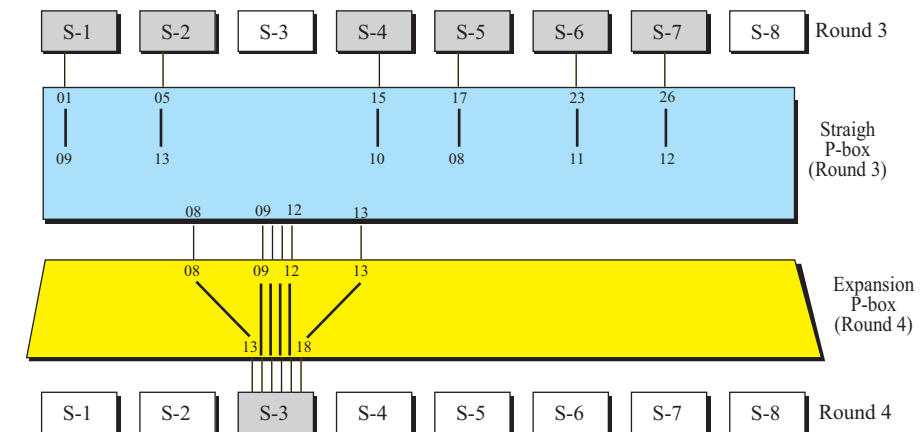 S-1 S-2 S-3 S-4 S-5 S-6 S-7 S-8 Round 3
01 05 15 17 23 26
09 13 10 08 11 12
Straigh
P-box
(Round 3)
08 09 12 13
08 09 12 13
13 18
Expansion
P-box
(Round 4)
S-1 S-2 S-3 S-4 S-5 S-6 S-7 S-8 Round 4